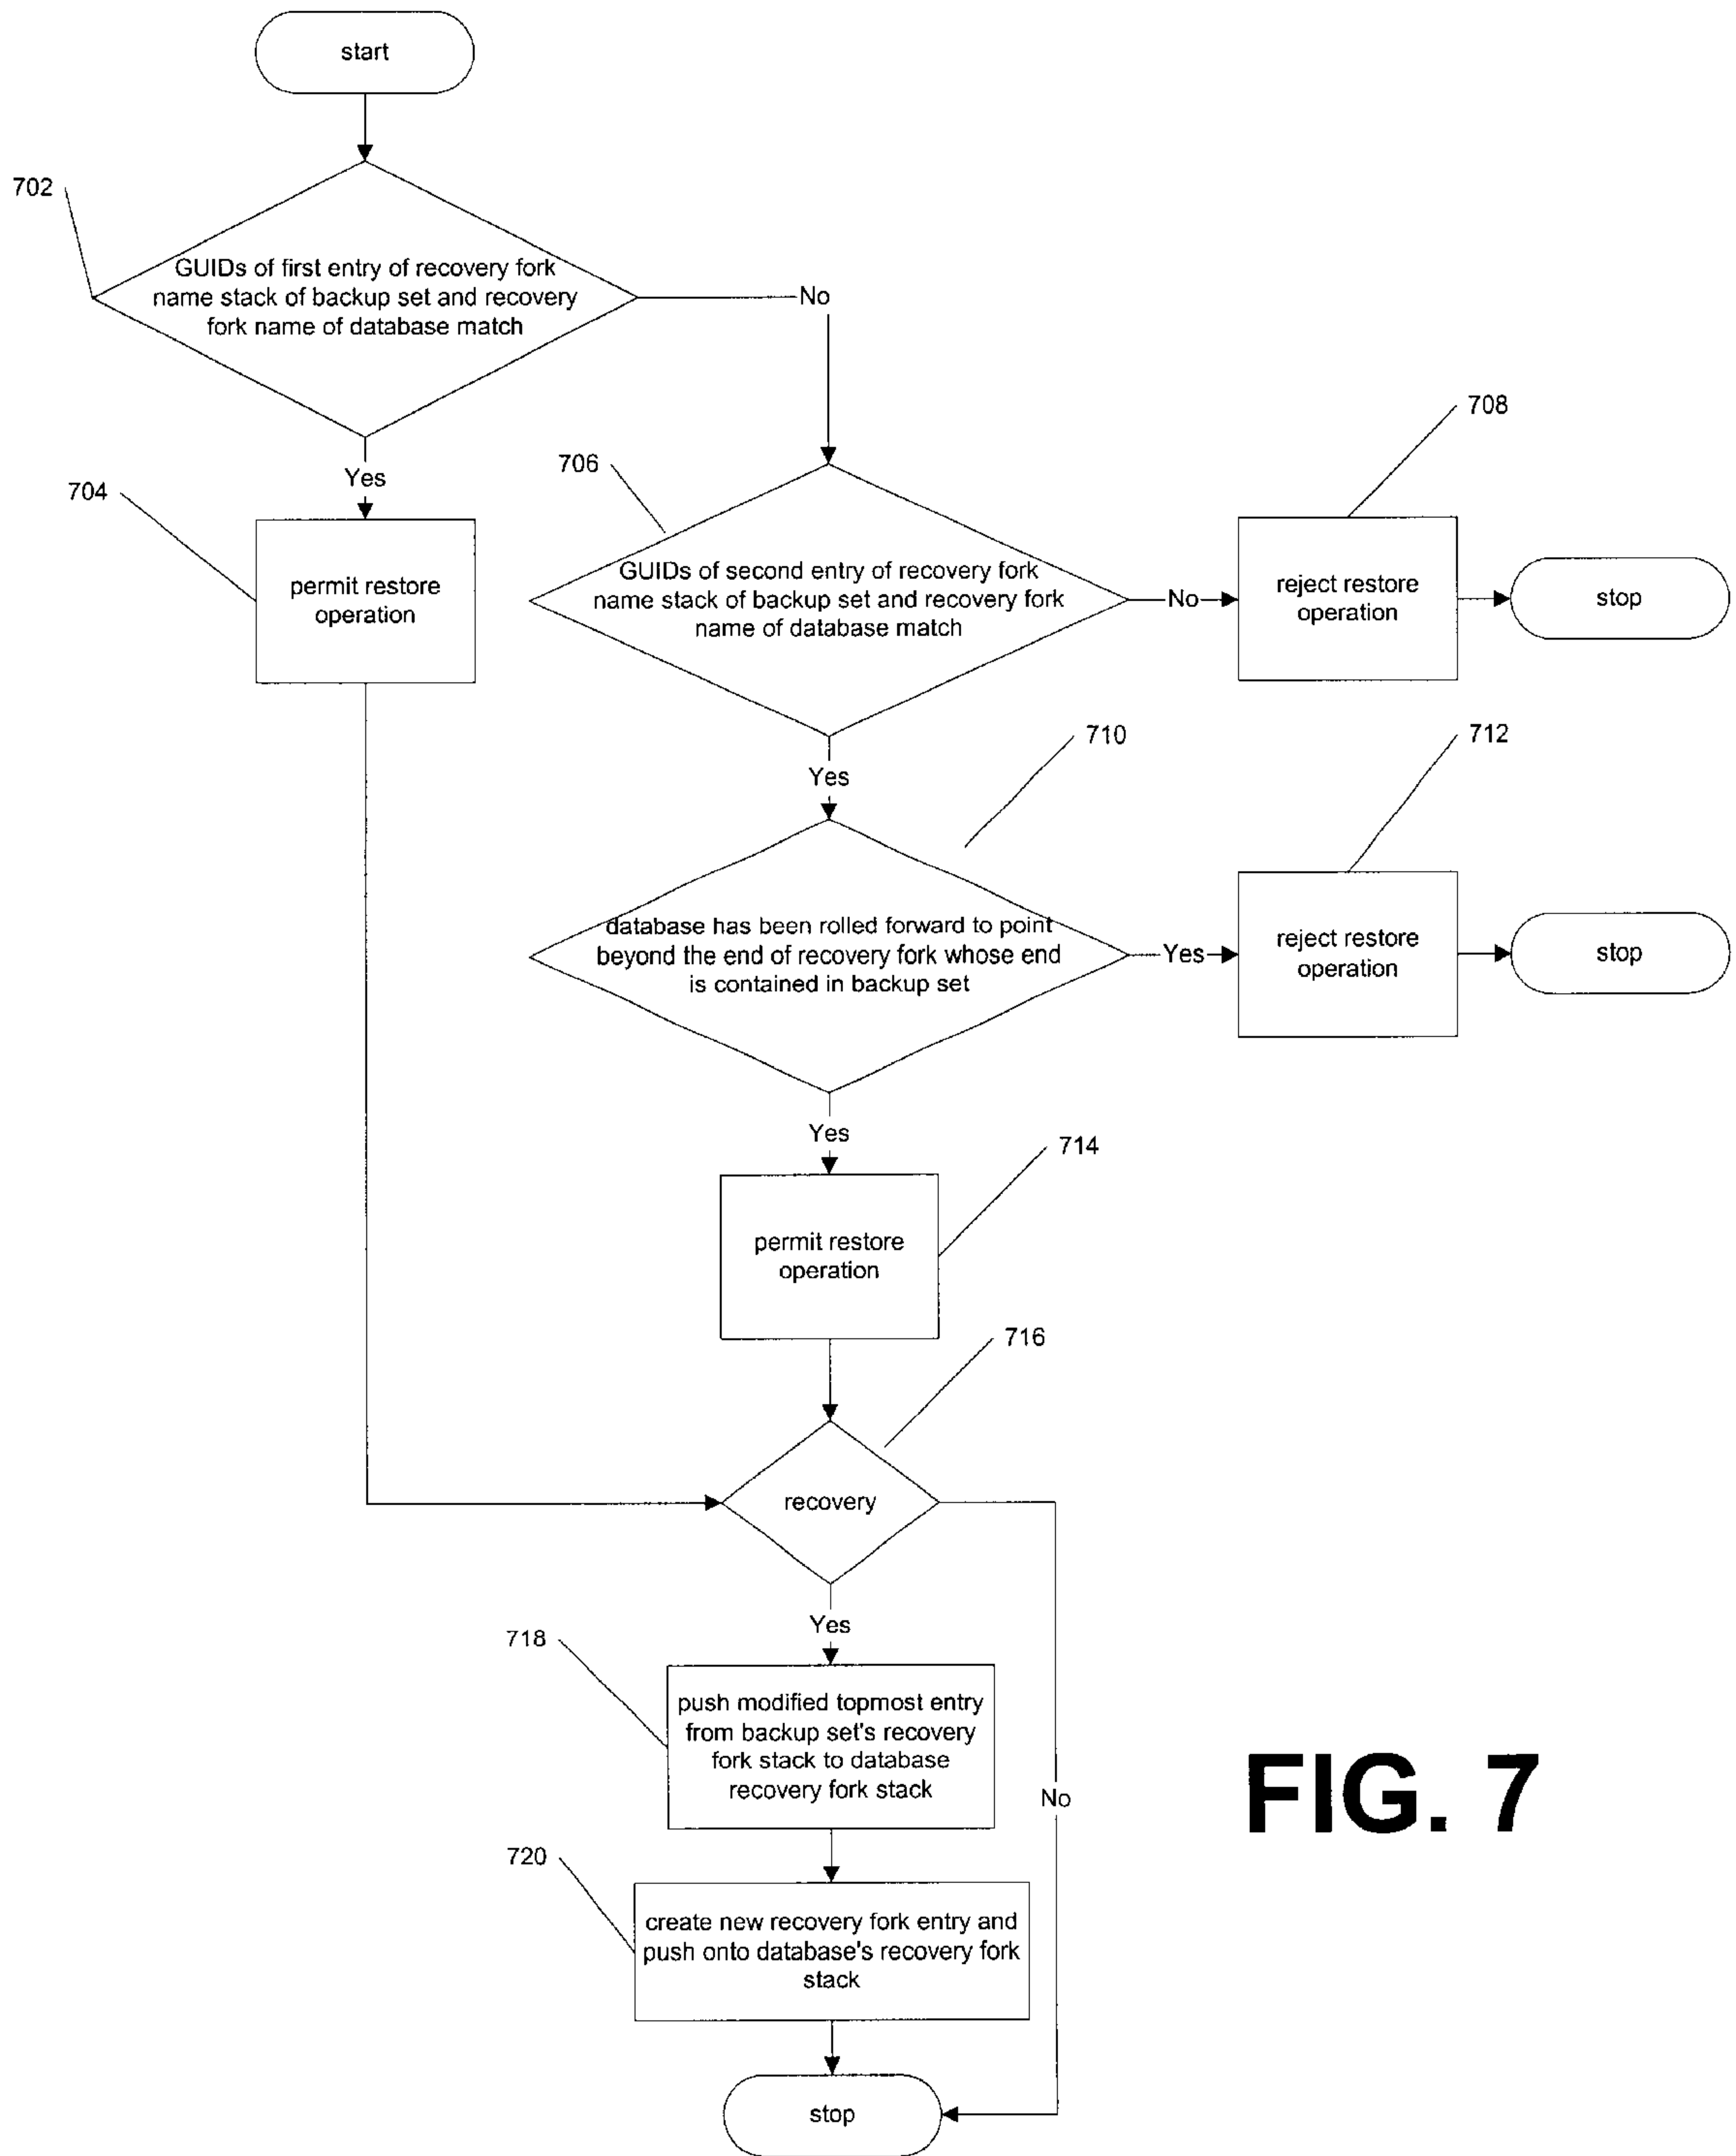 start
702
GUIDs of first entry of recovery fork
name stack of backup set and recovery
fork name of database match
No
Yes
704
permit restore
operation
706
GUIDs of second entry of recovery fork
name stack of backup set and recovery fork
name of database match
No
708
reject restore
operation
stop
Yes
710
database has been rolled forward to point
beyond the end of recovery fork whose end
is contained in backup set
Yes
712
reject restore
operation
stop
Yes
714
permit restore
operation
716
recovery
Yes
No
718
push modified topmost entry
from backup set's recovery
fork stack to database
recovery fork stack
720
create new recovery fork entry and
push onto database's recovery fork
stack
stop
FIG. 7